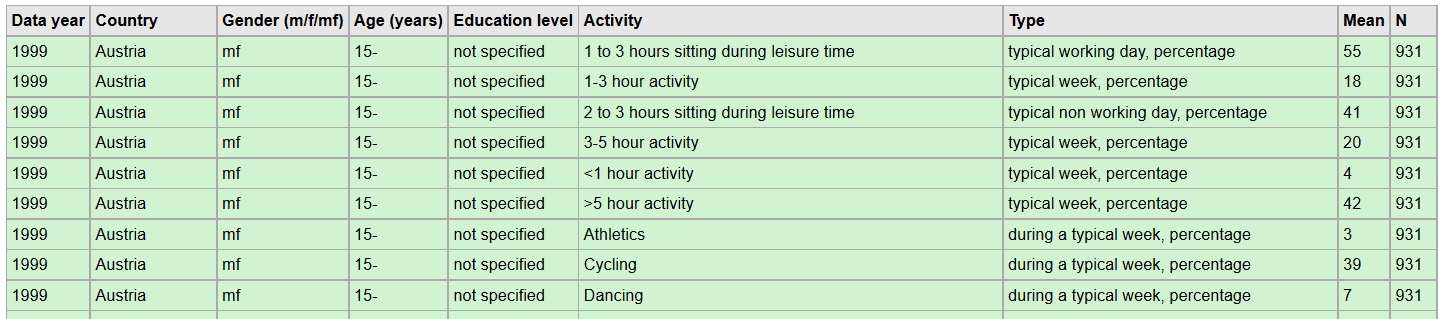 Data year Country Gender (m/f/mf) Age (years) Education level Activity Type Mean N
1999 Austria mf 15- not specified 1 to 3 hours sitting during leisure time typical working day, percentage 55 931
1999 Austria mf 15- not specified 1-3 hour activity typical week, percentage 18 931
1999 Austria mf 15- not specified 2 to 3 hours sitting during leisure time typical non working day, percentage 41 931
1999 Austria mf 15- not specified 3-5 hour activity typical week, percentage 20 931
1999 Austria mf 15- not specified <1 hour activity typical week, percentage 4 931
1999 Austria mf 15- not specified >5 hour activity typical week, percentage 42 931
1999 Austria mf 15- not specified Athletics during a typical week, percentage 3 931
1999 Austria mf 15- not specified Cycling during a typical week, percentage 39 931
1999 Austria mf 15- not specified Dancing during a typical week, percentage 7 931